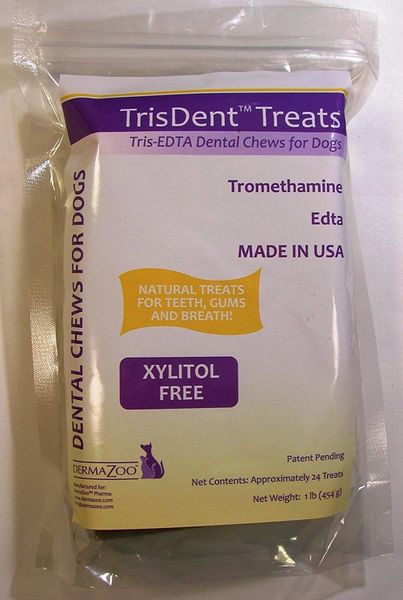 TrisDent™ Treats
Tris-EDTA Dental Chews for Dogs
Tromethamine
Edta
MADE IN USA
DENTAL CHEWS FOR DOGS
NATURAL TREATS
FOR TEETH, GUMS
AND BREATH!
XYLITOL
FREE
DERMAZOO
for:
Pharma
Patent Pending
Net Contents: Approximately 24 Treats
Net Weight: 1 lb (454 g)